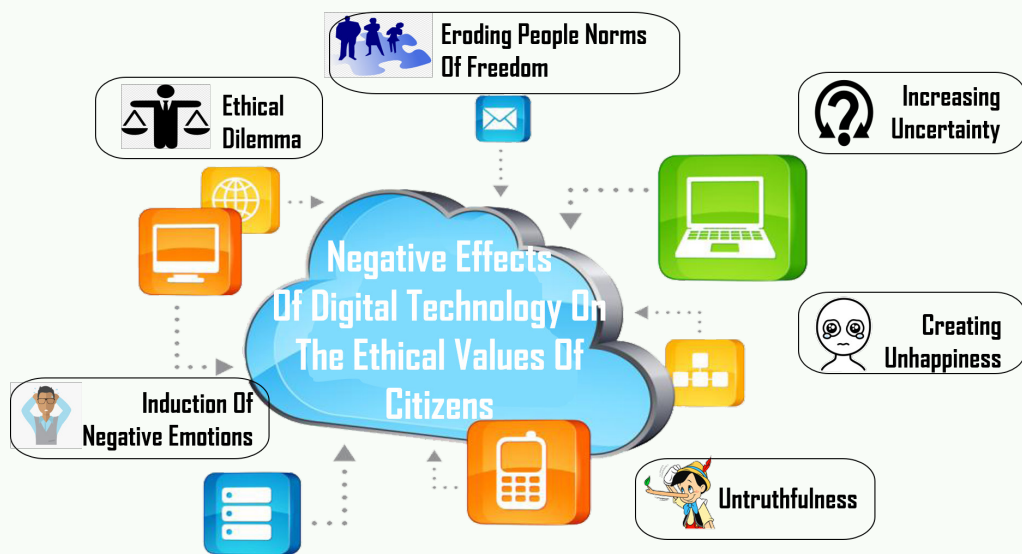 Eroding People Norms
Of Freedom
Ethical
Dilemma
Increasing
Uncertainty
Negative Effects
Of Digital Technology On
The Ethical Values Of
Citizens
Creating
Unhappiness
Induction Of
Negative Emotions
Untruthfulness